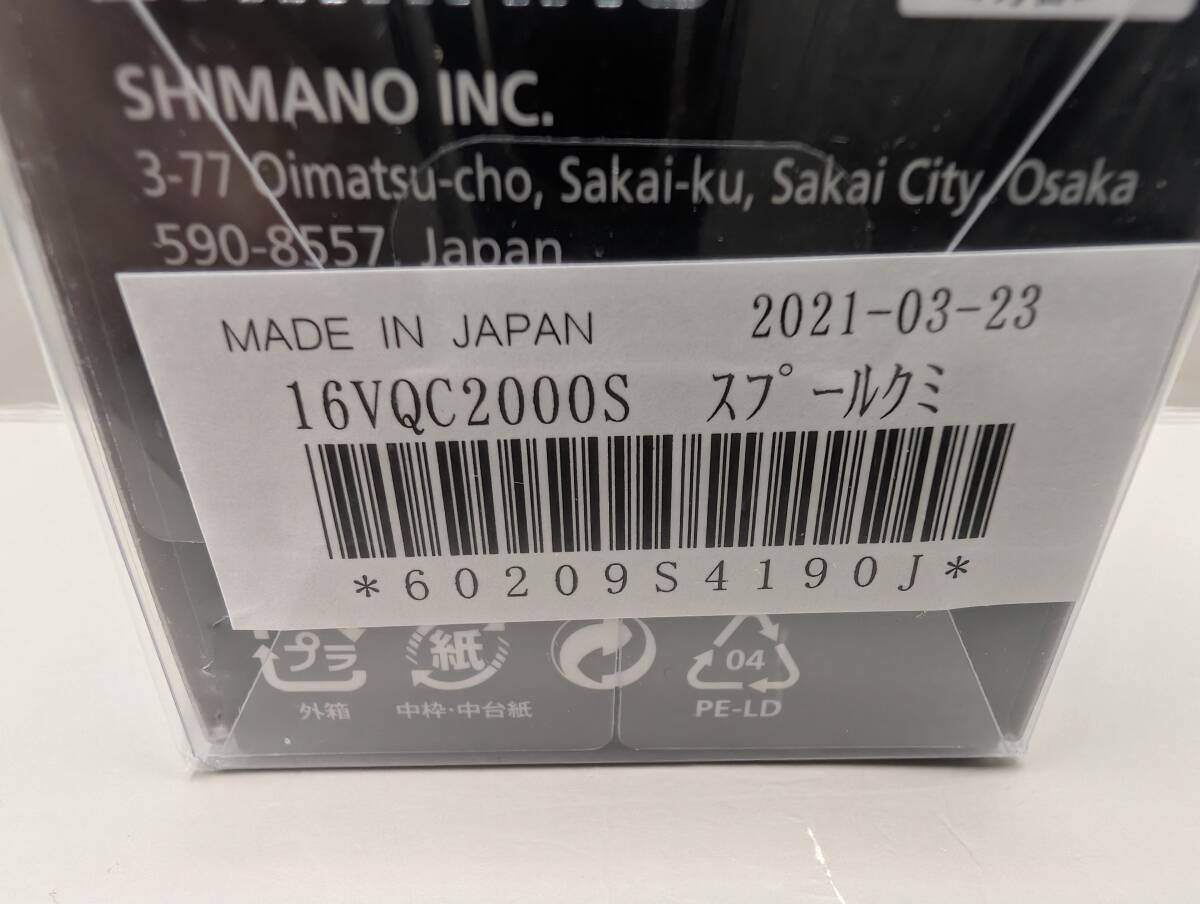 SHIMANO INC.
3-77 Oimatsu-cho, Sakai-ku, Sakai City, Osaka
590-8557, Japan
MADE IN JAPAN 2021-03-23
16VQC2000S スプールクミ
*60209S4190J*
プラ 紙 04
外箱 中枠・中台紙 PE-LD